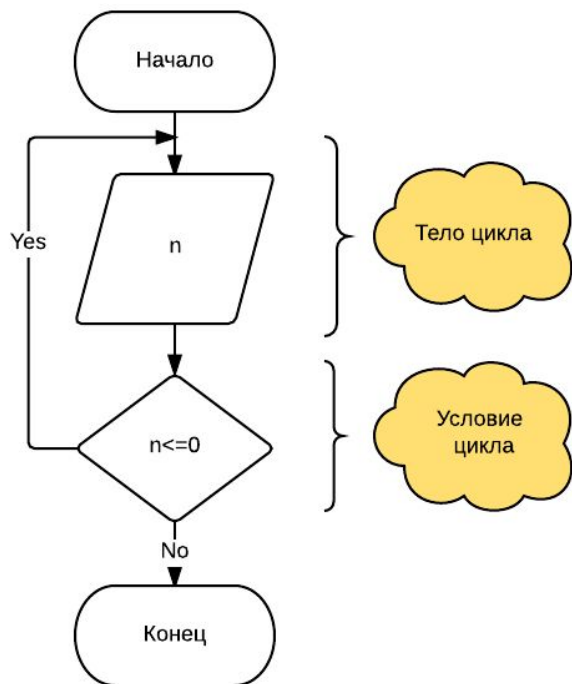 Начало
Yes
n
Тело цикла
n<=0
Условие
цикла
No
Конец